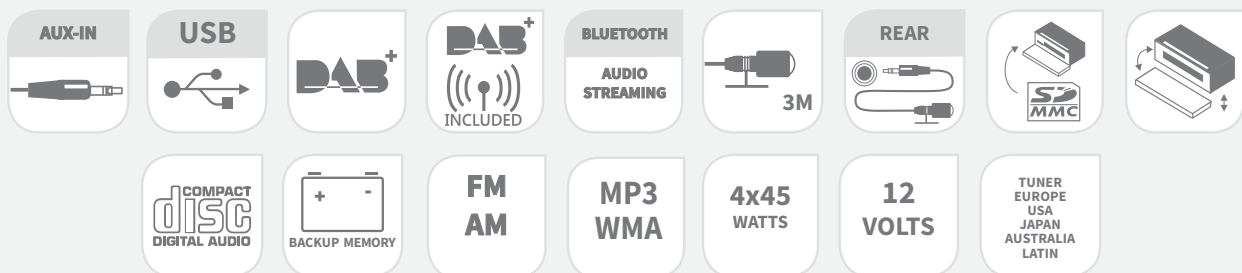 AUX-IN
USB
DAB+
DAB+
INCLUDED
BLUETOOTH
AUDIO
STREAMING
3M
REAR
SD
MMC
COMPACT
disc
DIGITAL AUDIO
+ -
BACKUP MEMORY
FM
AM
MP3
WMA
4x45
WATTS
12
VOLTS
TUNER
EUROPE
USA
JAPAN
AUSTRALIA
LATIN